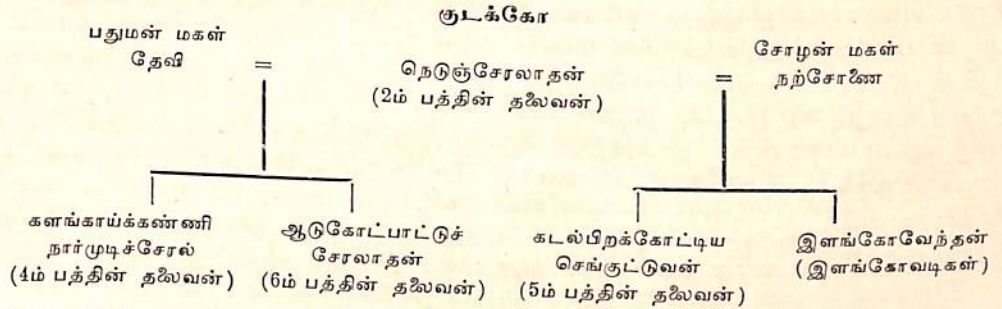 குடக்கோ
பதுமன் மகள்
தேவி
=
நெடுஞ்சேரலாதன்
(2ம் பத்தின் தலைவன்)
=
சோழன் மகள்
நற்சோணை
களங்காய்க்கண்ணி
நார்முடிச்சேரல்
(4ம் பத்தின் தலைவன்)
ஆடுகோட்பாட்டுச்
சேரலாதன்
(6ம் பத்தின் தலைவன்)
கடல்பிறக்கோட்டிய
செங்குட்டுவன்
(5ம் பத்தின் தலைவன்)
இளங்கோவேந்தன்
(இளங்கோவடிகள்)